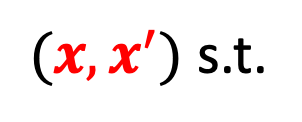 (x, x′) s.t.